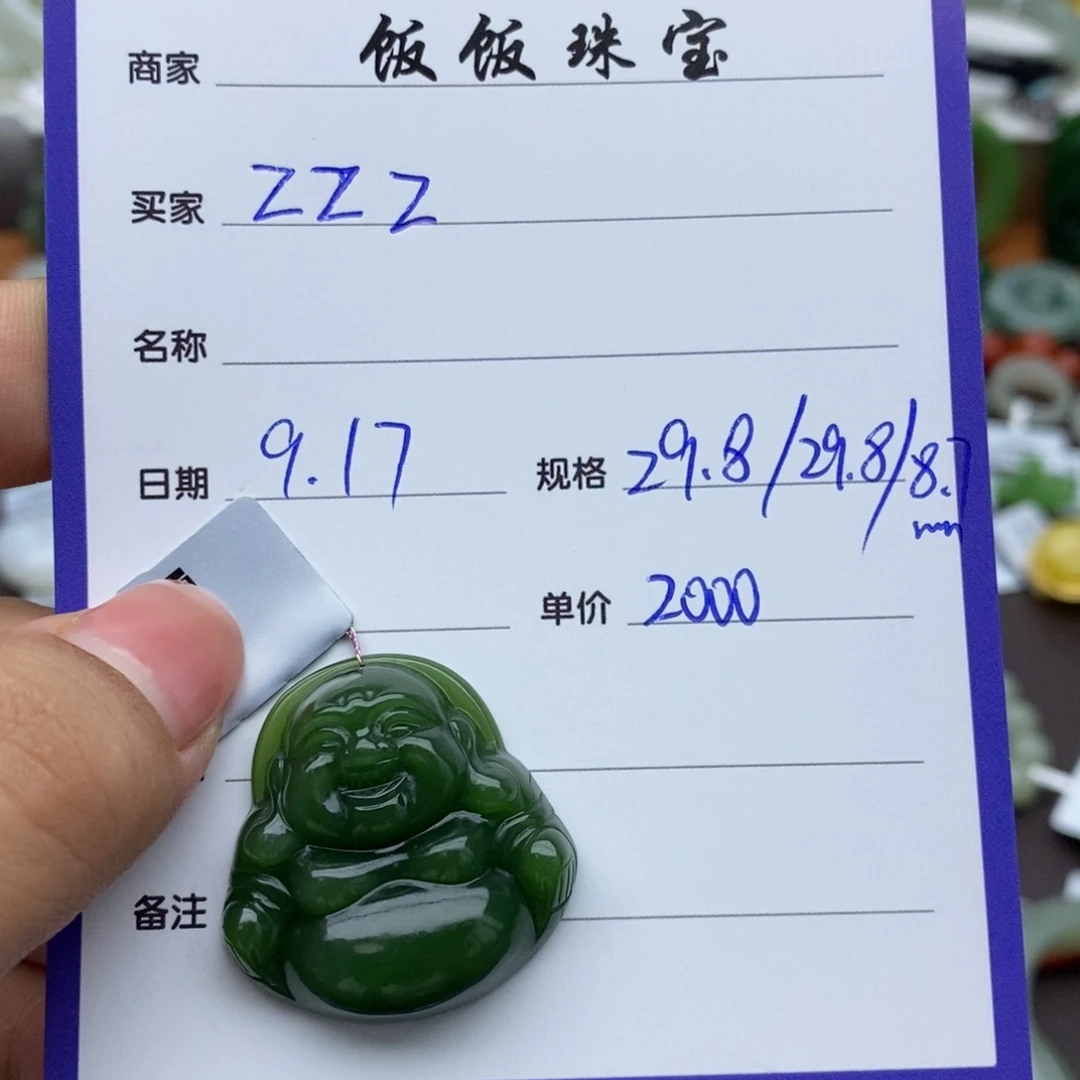 商家 饭饭珠宝
买家 ZZZ
名称
日期 9.17 规格 29.8/29.8/8.7
mm
单价 2000
备注